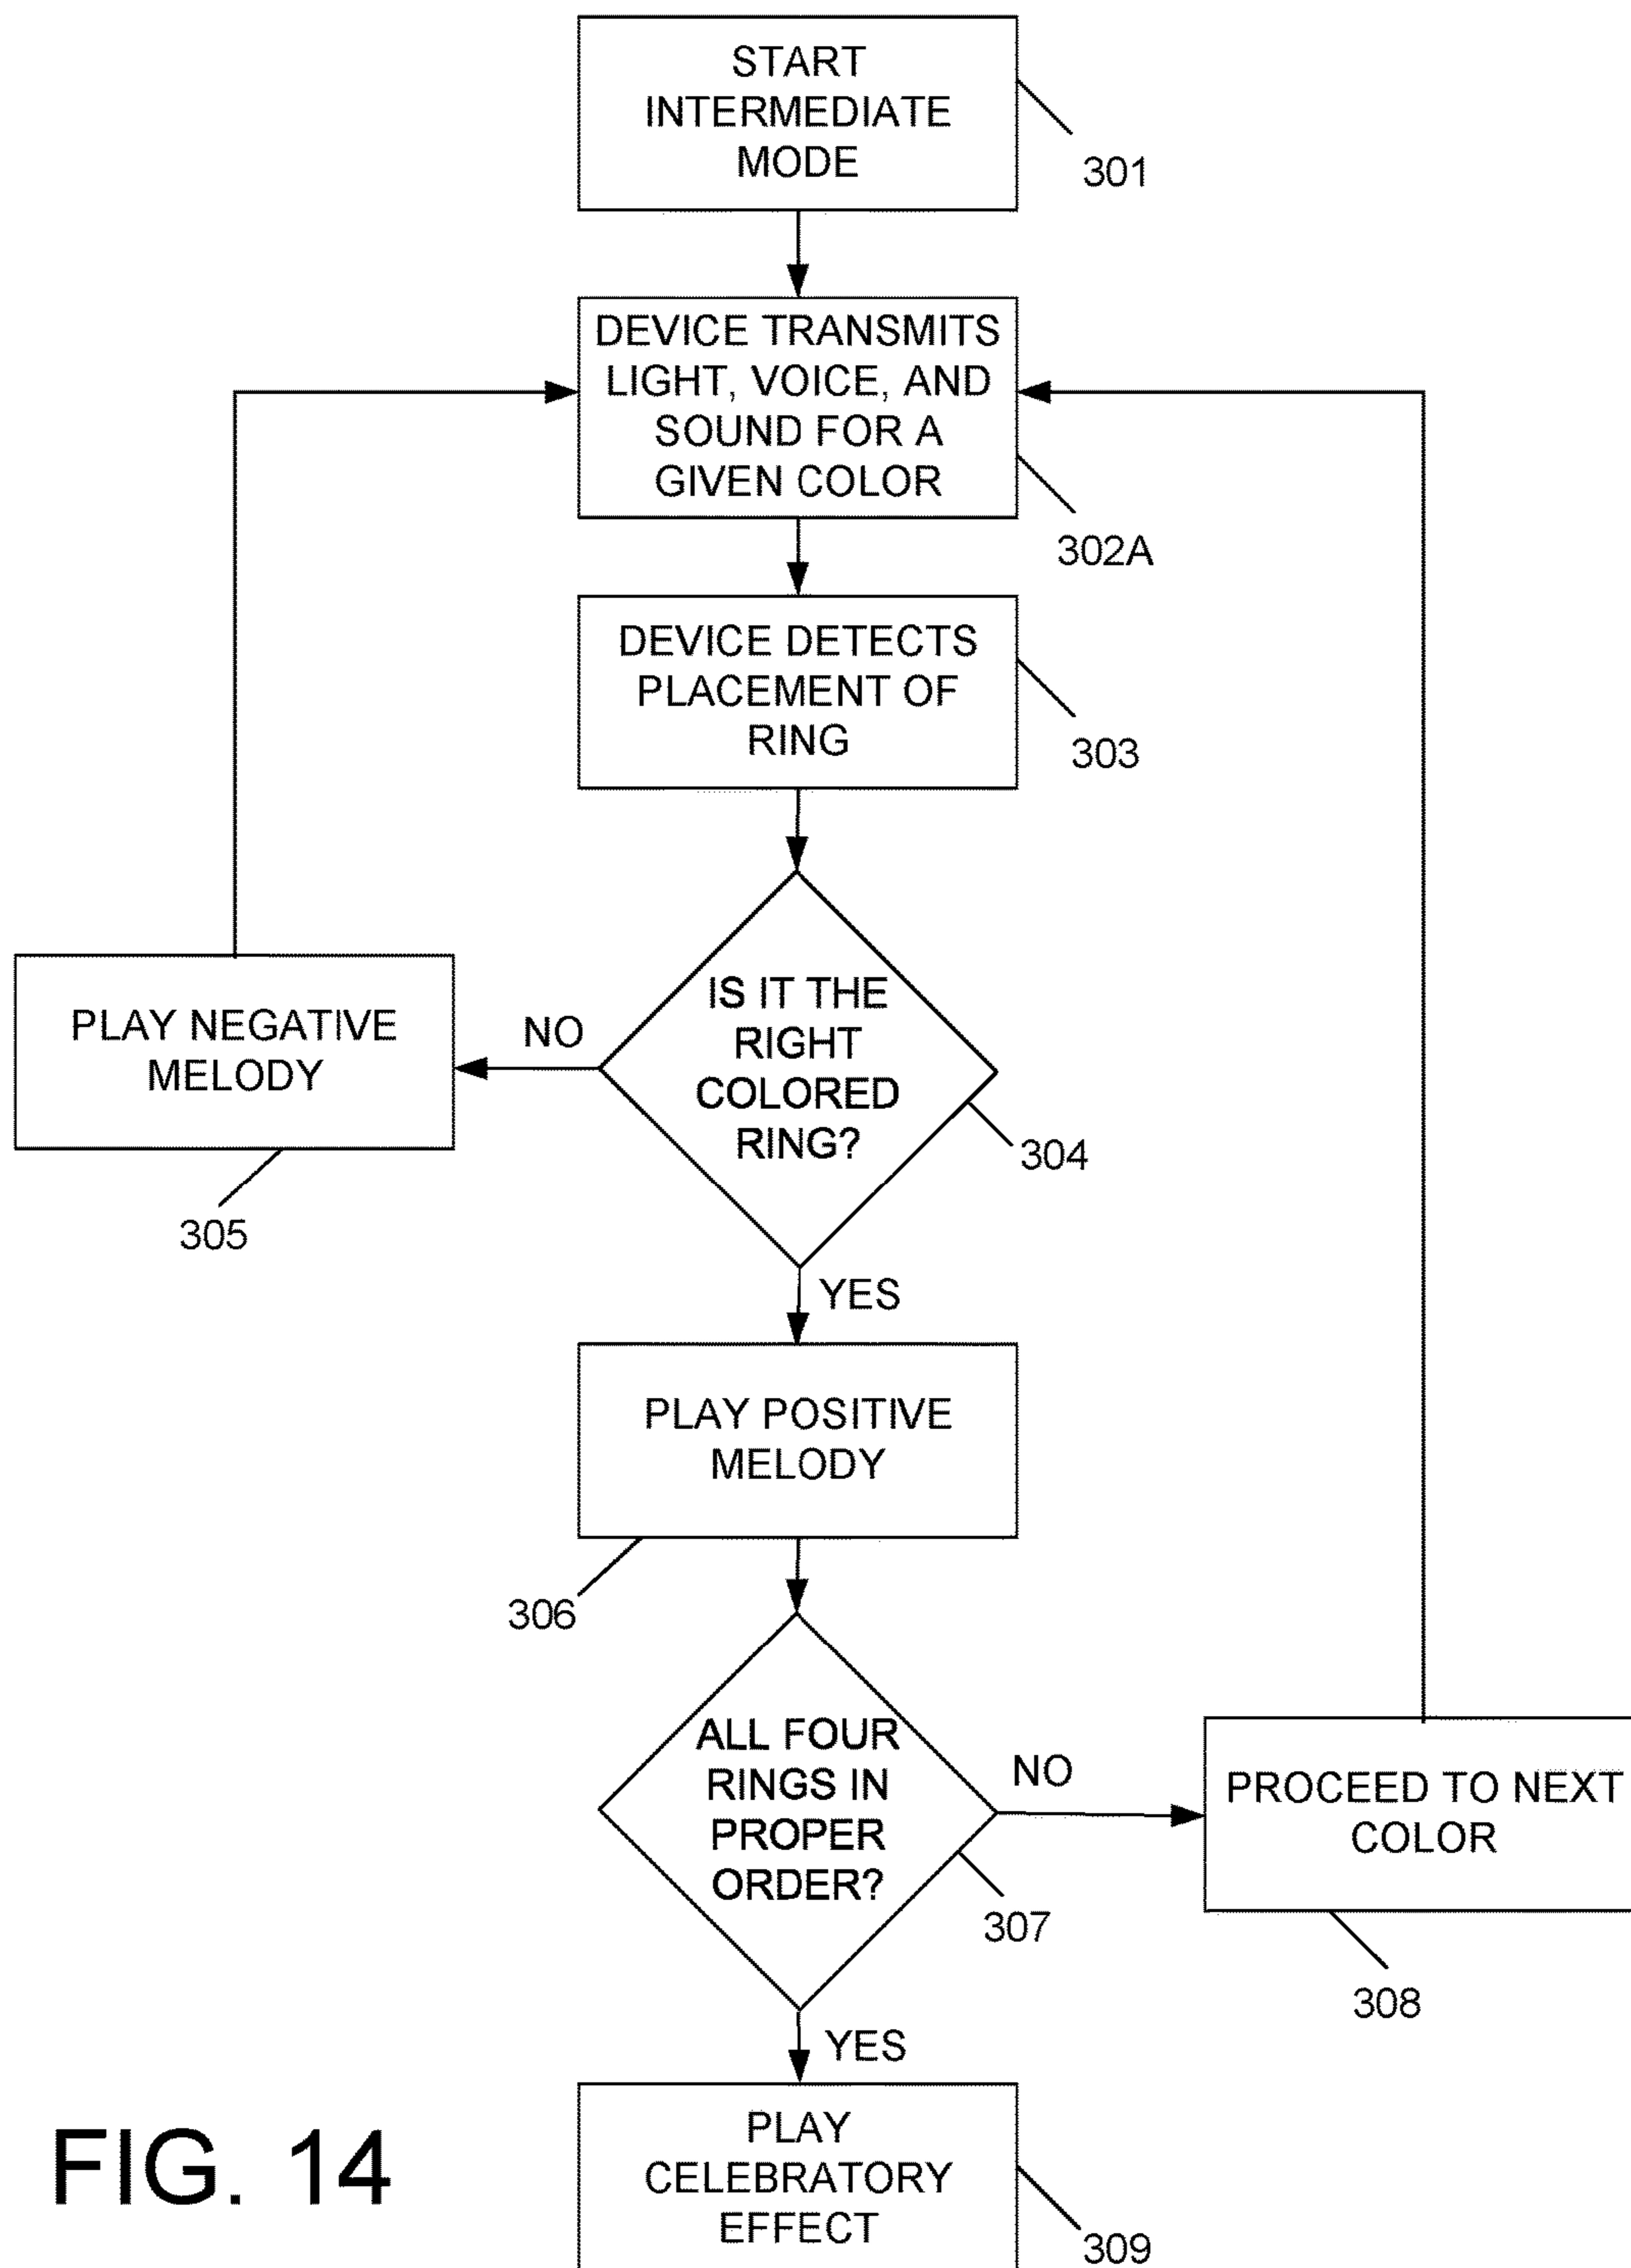 START
INTERMEDIATE
MODE
301
DEVICE TRANSMITS
LIGHT, VOICE, AND
SOUND FOR A
GIVEN COLOR
302A
DEVICE DETECTS
PLACEMENT OF
RING
303
IS IT THE
RIGHT
COLORED
RING?
304
NO
PLAY NEGATIVE
MELODY
305
YES
PLAY POSITIVE
MELODY
306
ALL FOUR
RINGS IN
PROPER
ORDER?
307
NO
PROCEED TO NEXT
COLOR
308
YES
PLAY
CELEBRATORY
EFFECT
309
FIG. 14